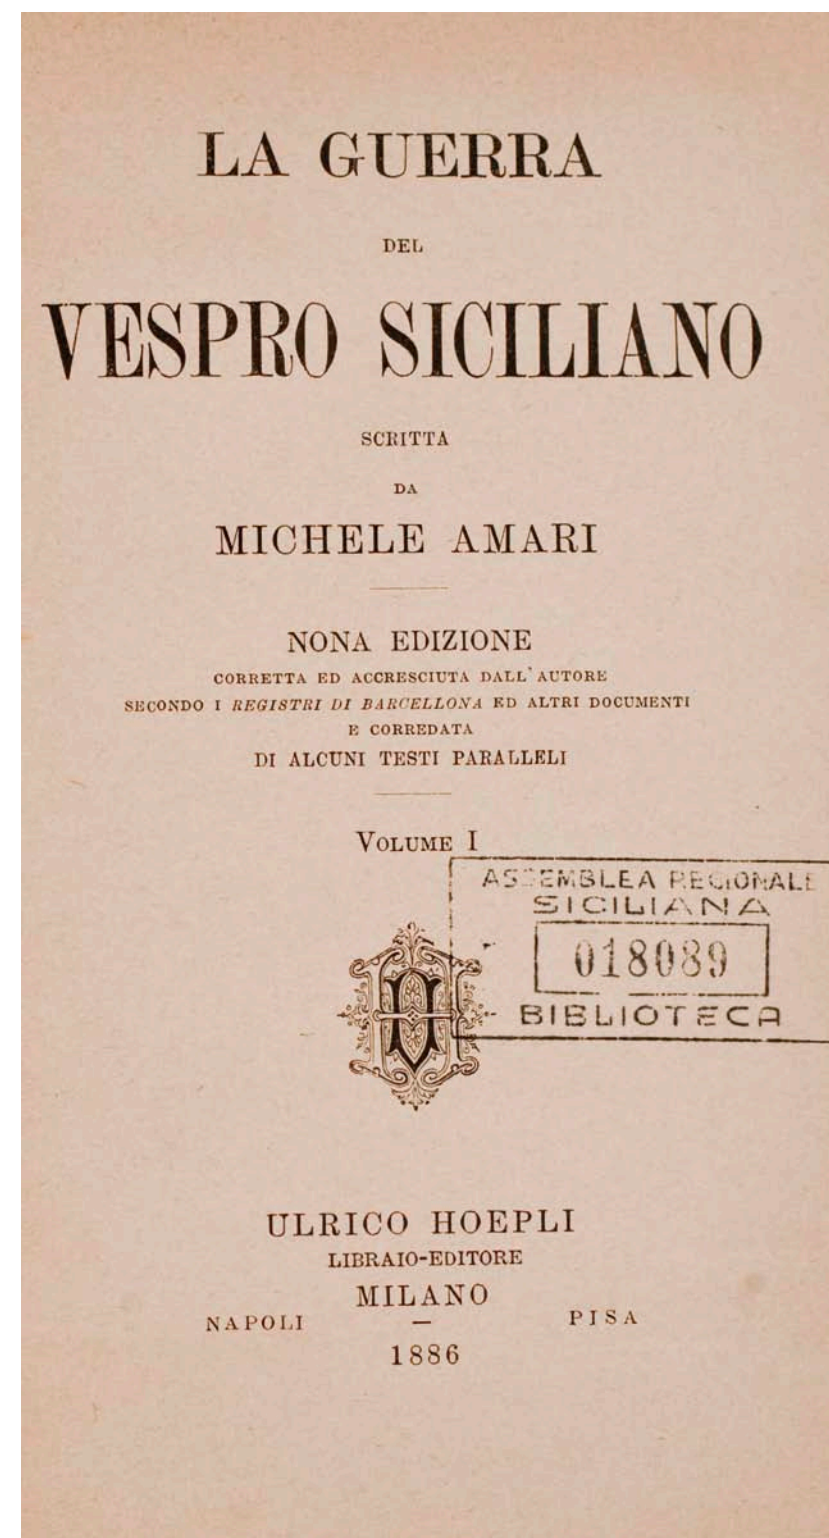 LA GUERRA
DEL
VESPRO SICILIANO
SCRITTA
DA
MICHELE AMARI
NONA EDIZIONE
CORRETTA ED ACCRESCIUTA DALL'AUTORE
SECONDO I REGISTRI DI BARCELLONA ED ALTRI DOCUMENTI
E CORREDATA
DI ALCUNI TESTI PARALLELI
VOLUME I
ASSEMBLEA REGIONALE
SICILIANA
018089
BIBLIOTECA
ULRICO HOEPLI
LIBRAIO-EDITORE
MILANO
NAPOLI — PISA
1886